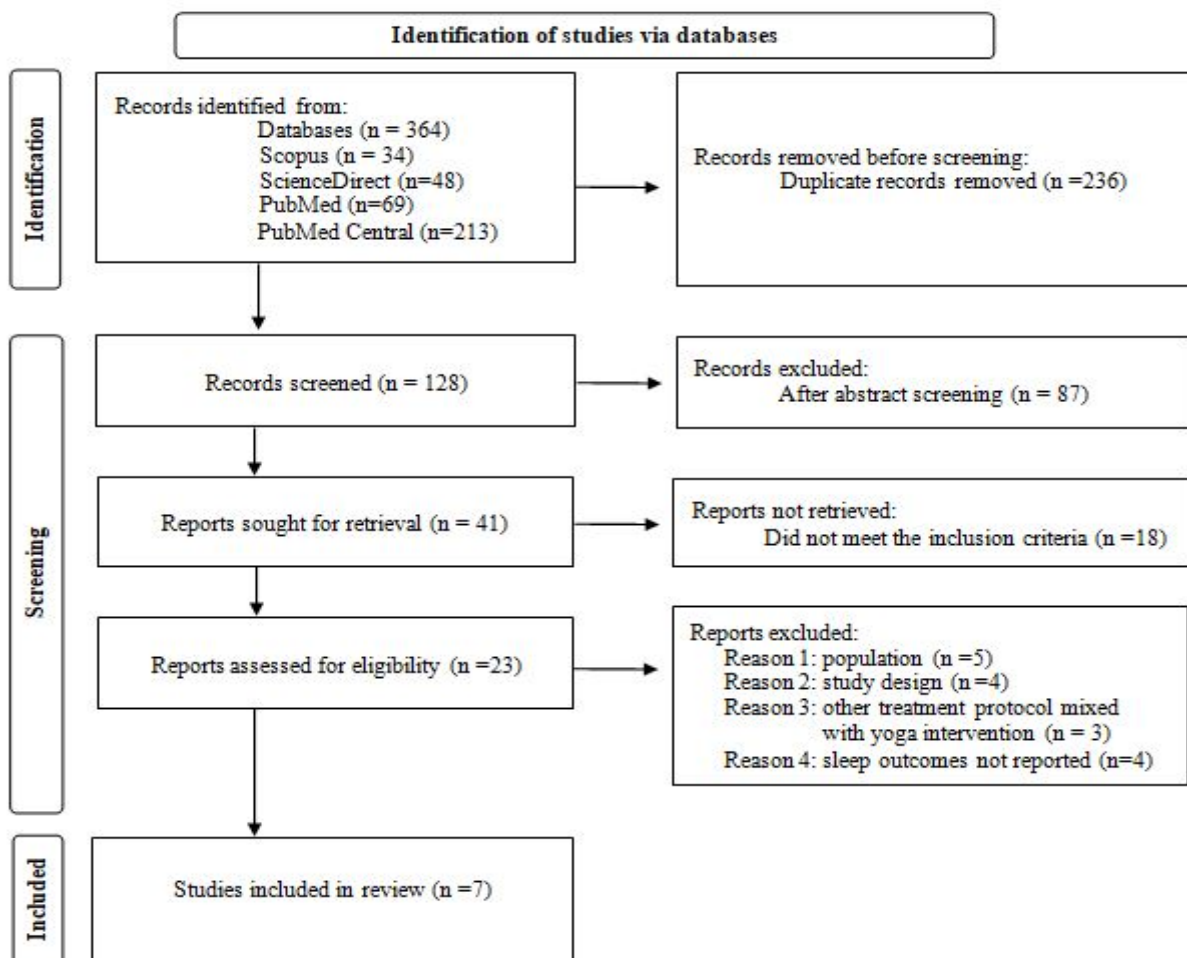 Identification of studies via databases
Identification
Records identified from:
Databases (n = 364)
Scopus (n = 34)
ScienceDirect (n=48)
PubMed (n=69)
PubMed Central (n=213)
Records removed before screening:
Duplicate records removed (n =236)
Screening
Records screened (n = 128)
Records excluded:
After abstract screening (n = 87)
Reports sought for retrieval (n = 41)
Reports not retrieved:
Did not meet the inclusion criteria (n =18)
Reports assessed for eligibility (n =23)
Reports excluded:
Reason 1: population (n =5)
Reason 2: study design (n =4)
Reason 3: other treatment protocol mixed
with yoga intervention (n = 3)
Reason 4: sleep outcomes not reported (n=4)
Included
Studies included in review (n =7)